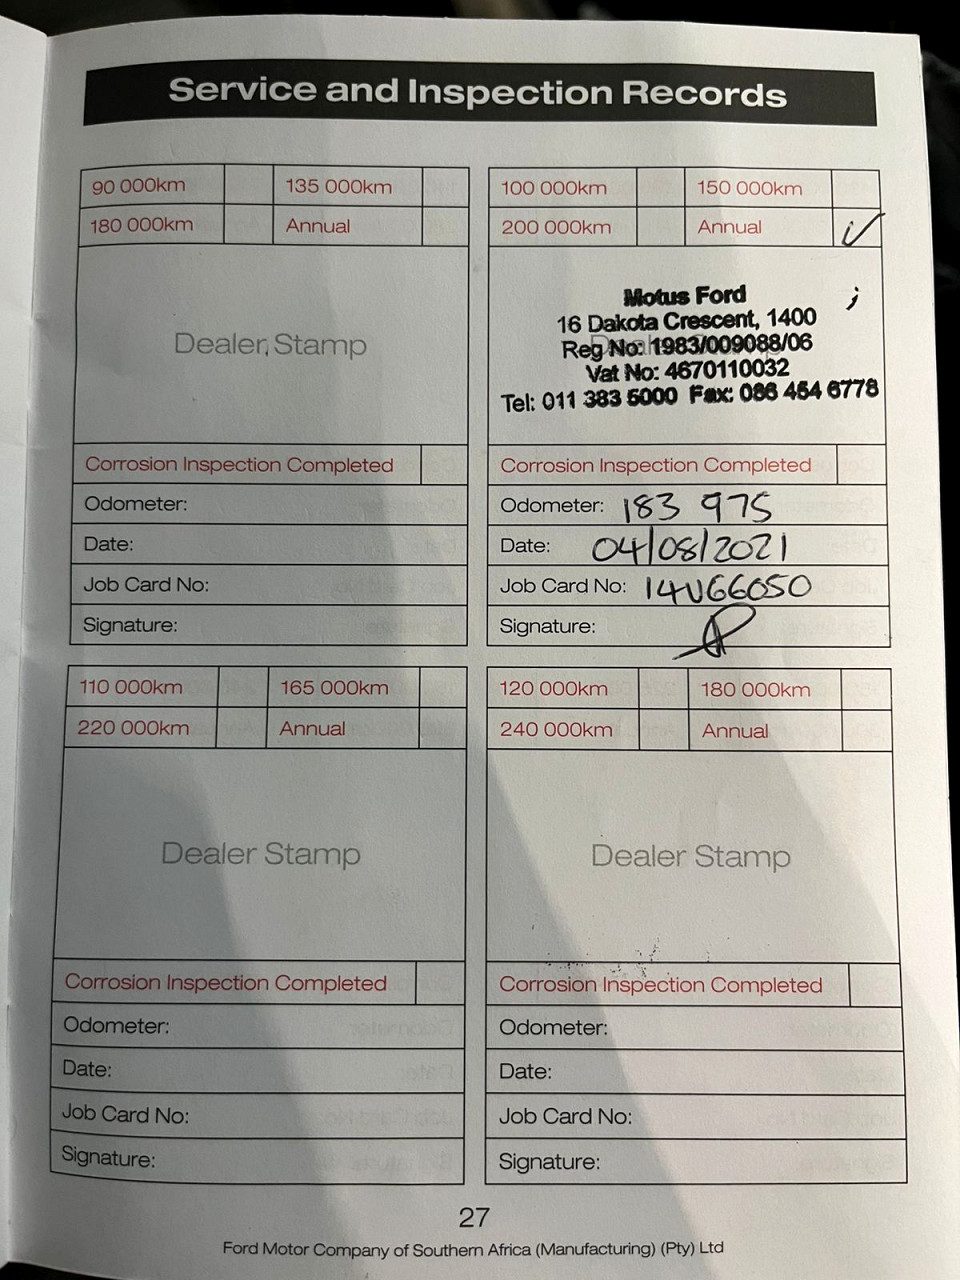 Service and Inspection Records
90 000km 135 000km
180 000km Annual
Dealer Stamp
Corrosion Inspection Completed
Odometer:
Date:
Job Card No:
Signature:
100 000km 150 000km
200 000km Annual
Motus Ford
16 Dakota Crescent, 1400
Reg No: 1983/009088/06
Vat No: 4670110032
Tel: 011 383 5000 Fax: 086 454 6778
Corrosion Inspection Completed
Odometer: 183 975
Date: 04/08/2021
Job Card No: 14U66050
Signature:
110 000km 165 000km
220 000km Annual
Dealer Stamp
Corrosion Inspection Completed
Odometer:
Date:
Job Card No:
Signature:
120 000km 180 000km
240 000km Annual
Dealer Stamp
Corrosion Inspection Completed
Odometer:
Date:
Job Card No:
Signature:
27
Ford Motor Company of Southern Africa (Manufacturing) (Pty) Ltd